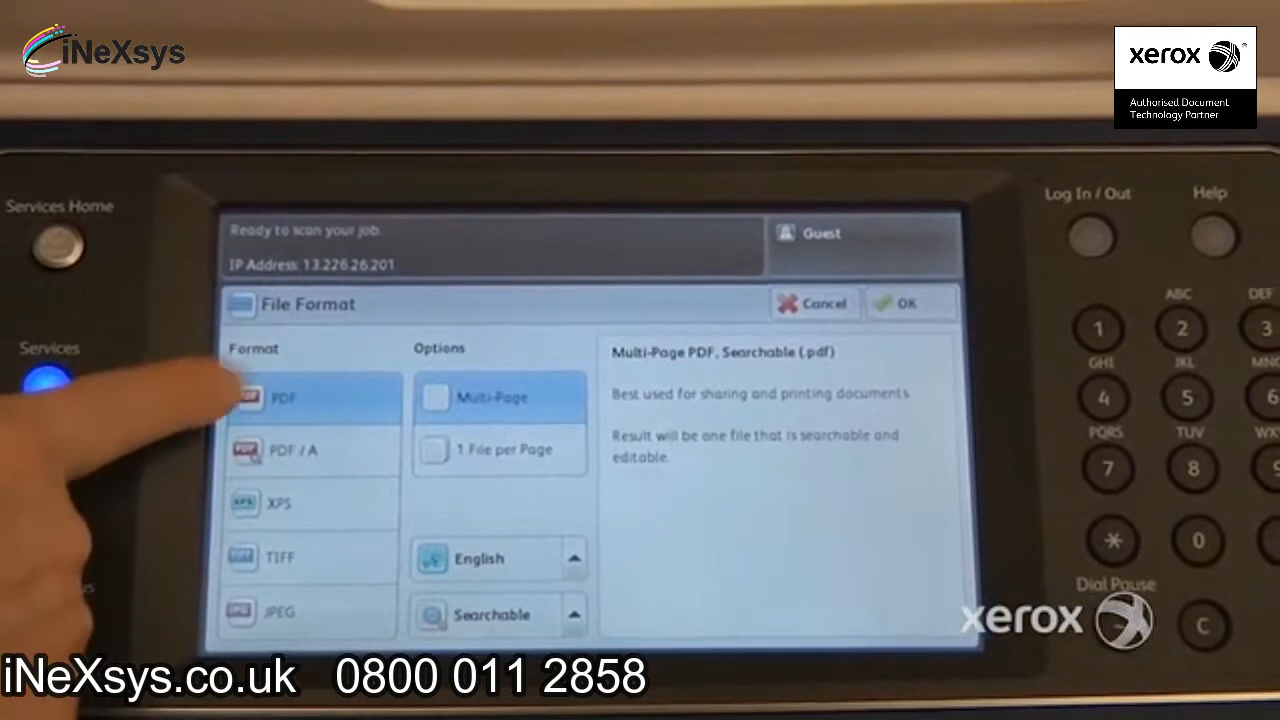 iNeXsys
xerox
Authorised Document
Technology Partner
Services Home
Log In / Out
Help
Ready to scan your job.
IP Address: 13.226.26.201
Guest
File Format
Cancel
OK
Services
Format
Options
Multi-Page PDF, Searchable (.pdf)
PDF
Multi-Page
Best used for sharing and printing documents
PDF / A
1 File per Page
Result will be one file that is searchable and
editable.
XPS
XPS
TIFF
English
JPEG
Searchable
ABC
DEF
1
2
3
GHI
JKL
4
5
6
PQRS
TUV
7
8
*
0
Dial Pause
C
xerox
iNeXsys.co.uk 0800 011 2858